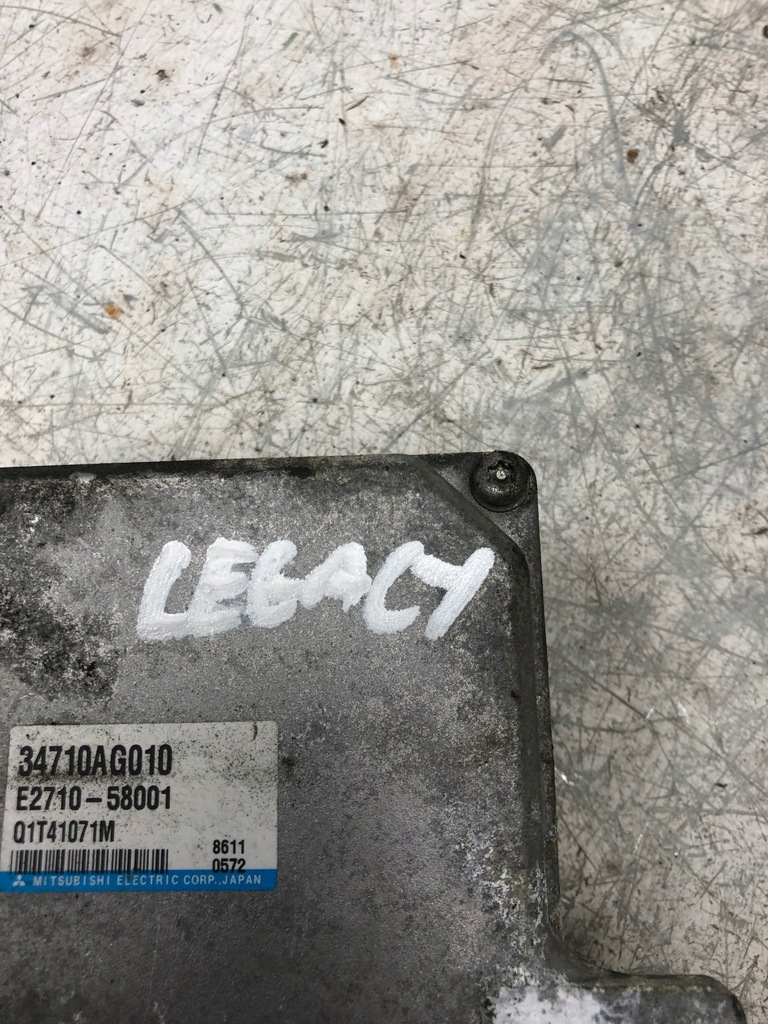 LEGACY
34710AG010
E2710-58001
Q1T41071M
8611
0572
MITSUBISHI ELECTRIC CORP., JAPAN